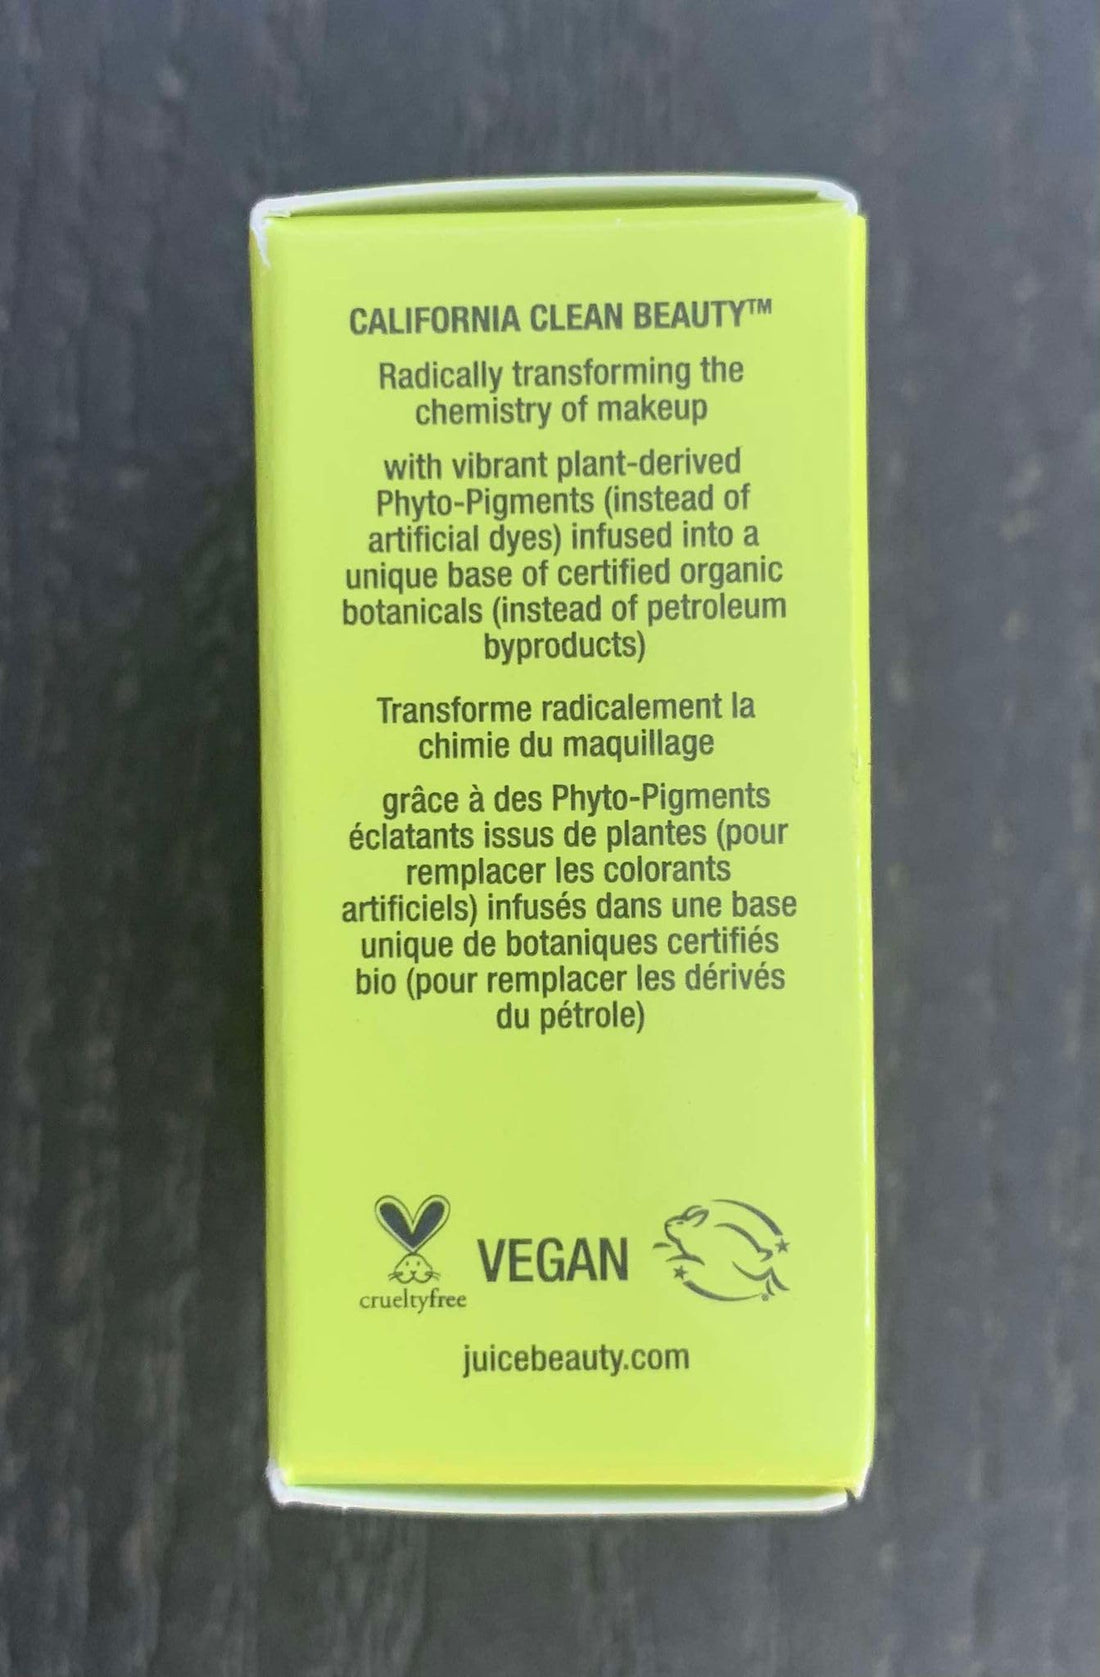 CALIFORNIA CLEAN BEAUTY™
Radically transforming the
chemistry of makeup
with vibrant plant-derived
Phyto-Pigments (instead of
artificial dyes) infused into a
unique base of certified organic
botanicals (instead of petroleum
byproducts)
Transforme radicalement la
chimie du maquillage
grâce à des Phyto-Pigments
éclatants issus de plantes (pour
remplacer les colorants
artificiels) infusés dans une base
unique de botaniques certifiés
bio (pour remplacer les dérivés
du pétrole)
VEGAN
crueltyfree
®
juicebeauty.com